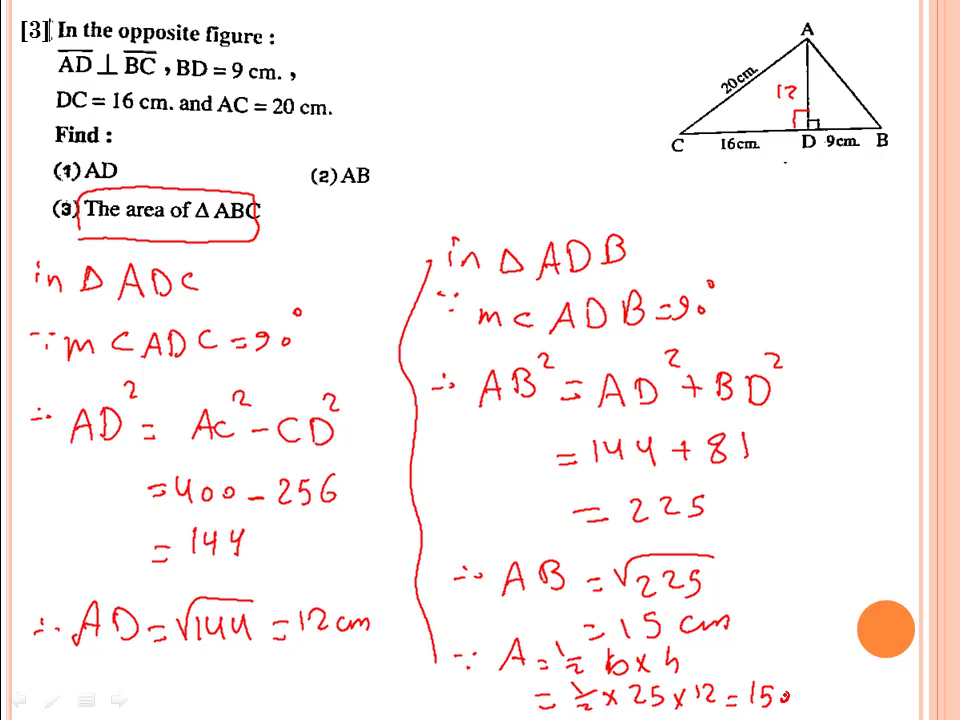 [3] In the opposite figure :
AD ⊥ BC , BD = 9 cm. ,
DC = 16 cm. and AC = 20 cm.
Find :
(1) AD (2) AB
(3) The area of Δ ABC
A
20cm.
12
C 16cm. D 9cm. B
in Δ ADC
∵ m < ADC = 90°
∴ AD² = AC² - CD²
= 400 - 256
= 144
∴ AD = √144 = 12 cm
in Δ ADB
∵ m < ADB = 90°
∴ AB² = AD² + BD²
= 144 + 81
= 225
∴ AB = √225
= 15 cm
∵ A = 1/2 b × h
= 1/2 × 25 × 12 = 150